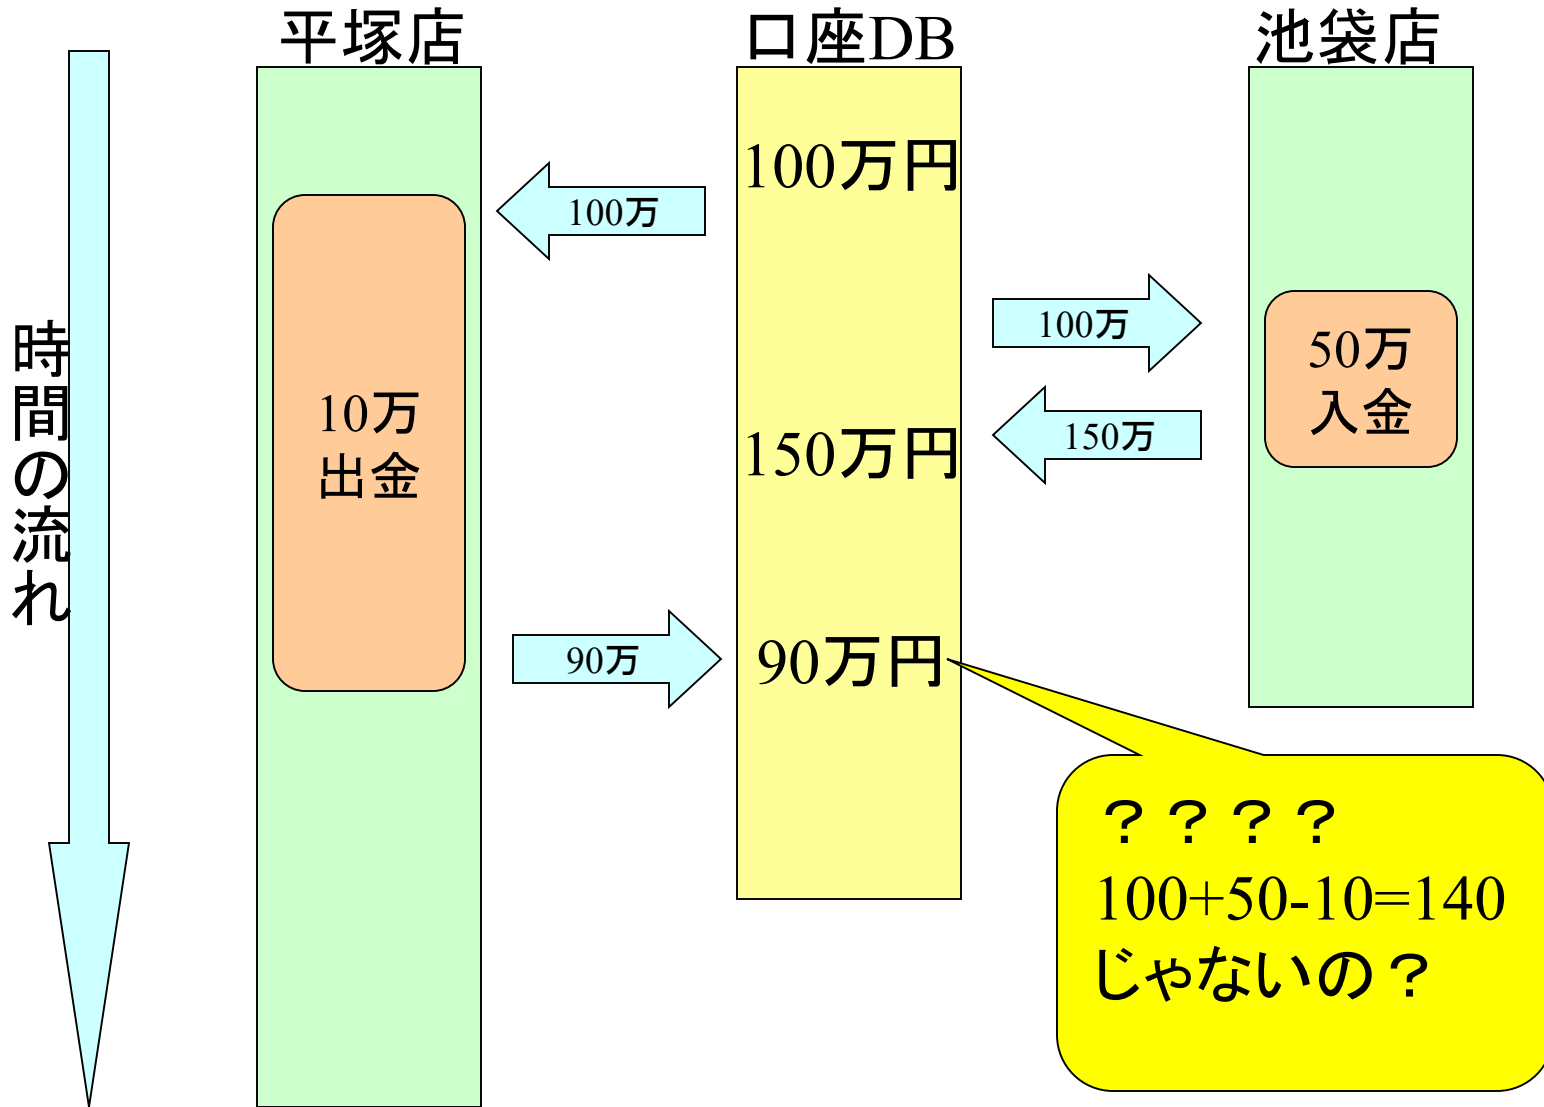 平塚店
口座DB
池袋店
時間の流れ
100万円
100万
100万
50万
入金
10万
出金
150万円
150万
90万
90万円
????
100+50-10=140
じゃないの?